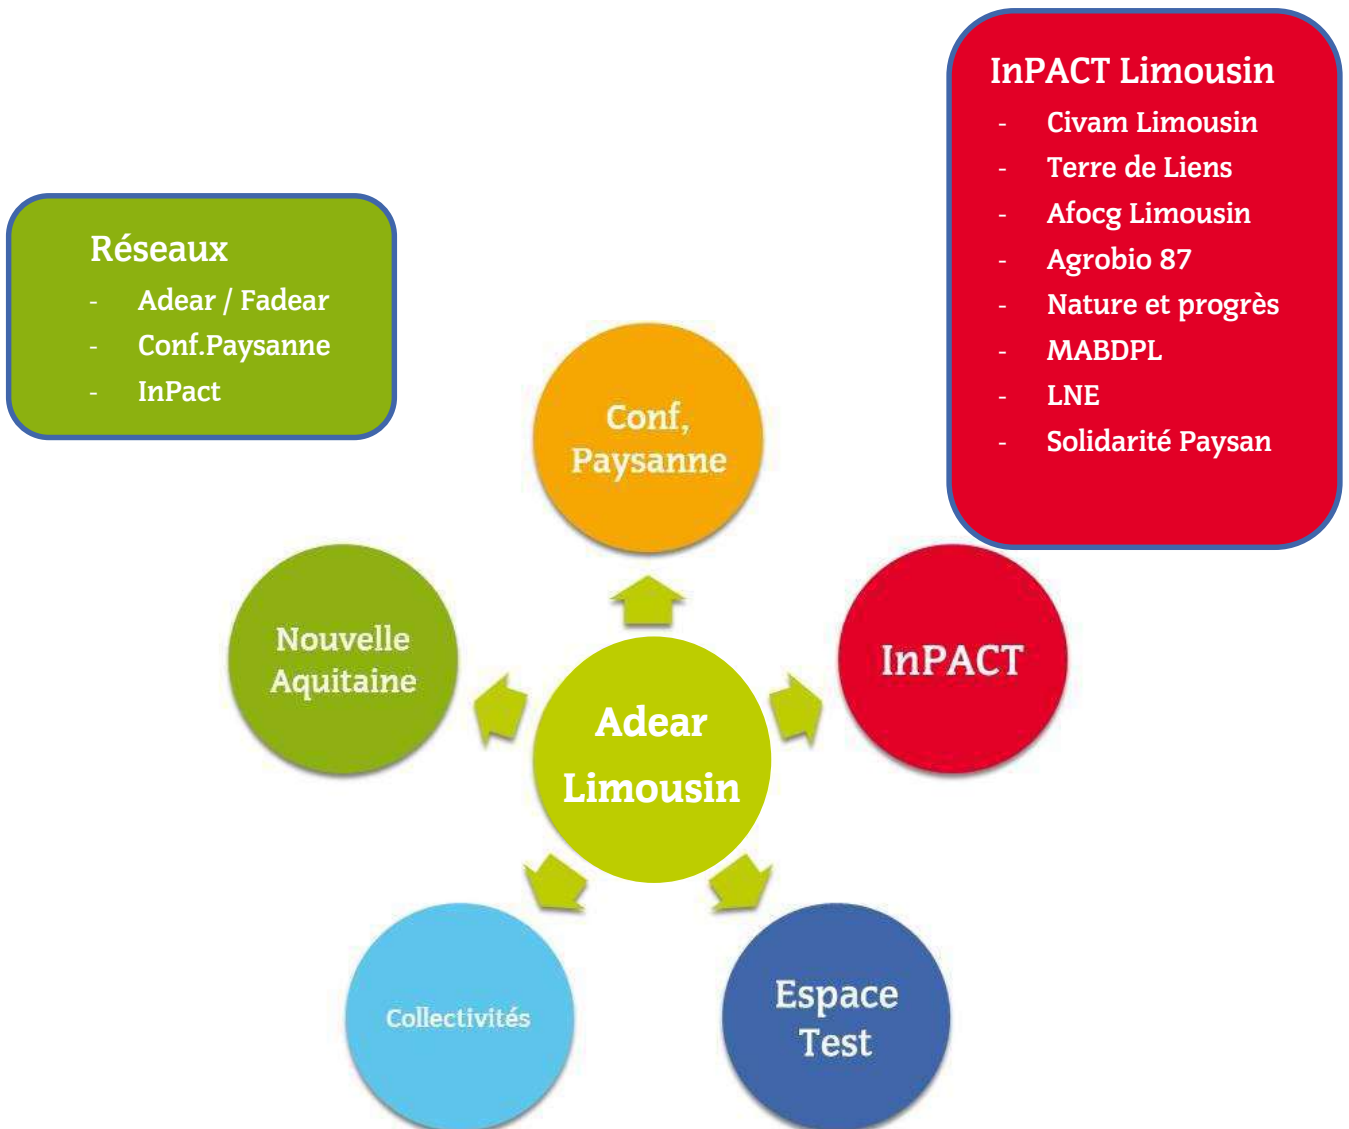 InPACT Limousin
- Civam Limousin
- Terre de Liens
- Afocg Limousin
- Agrobio 87
- Nature et progrès
- MABDPL
- LNE
- Solidarité Paysan
Réseaux
- Adear / Fadear
- Conf.Paysanne
- InPact
Conf,
Paysanne
Nouvelle
Aquitaine
InPACT
Adear
Limousin
Collectivités
Espace
Test